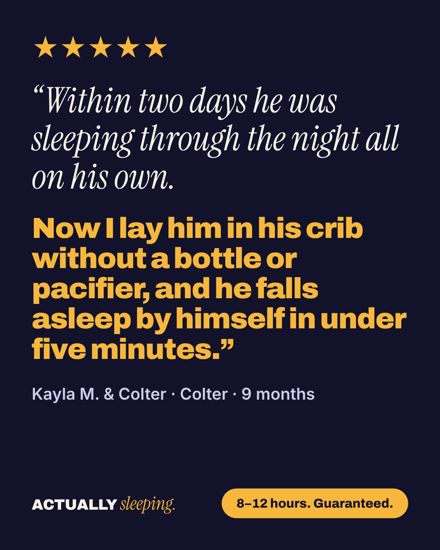 “Within two days he was
sleeping through the night all
on his own.
Now I lay him in his crib
without a bottle or
pacifier, and he falls
asleep by himself in under
five minutes.”
Kayla M. & Colter · Colter · 9 months
ACTUALLY sleeping.
8–12 hours. Guaranteed.